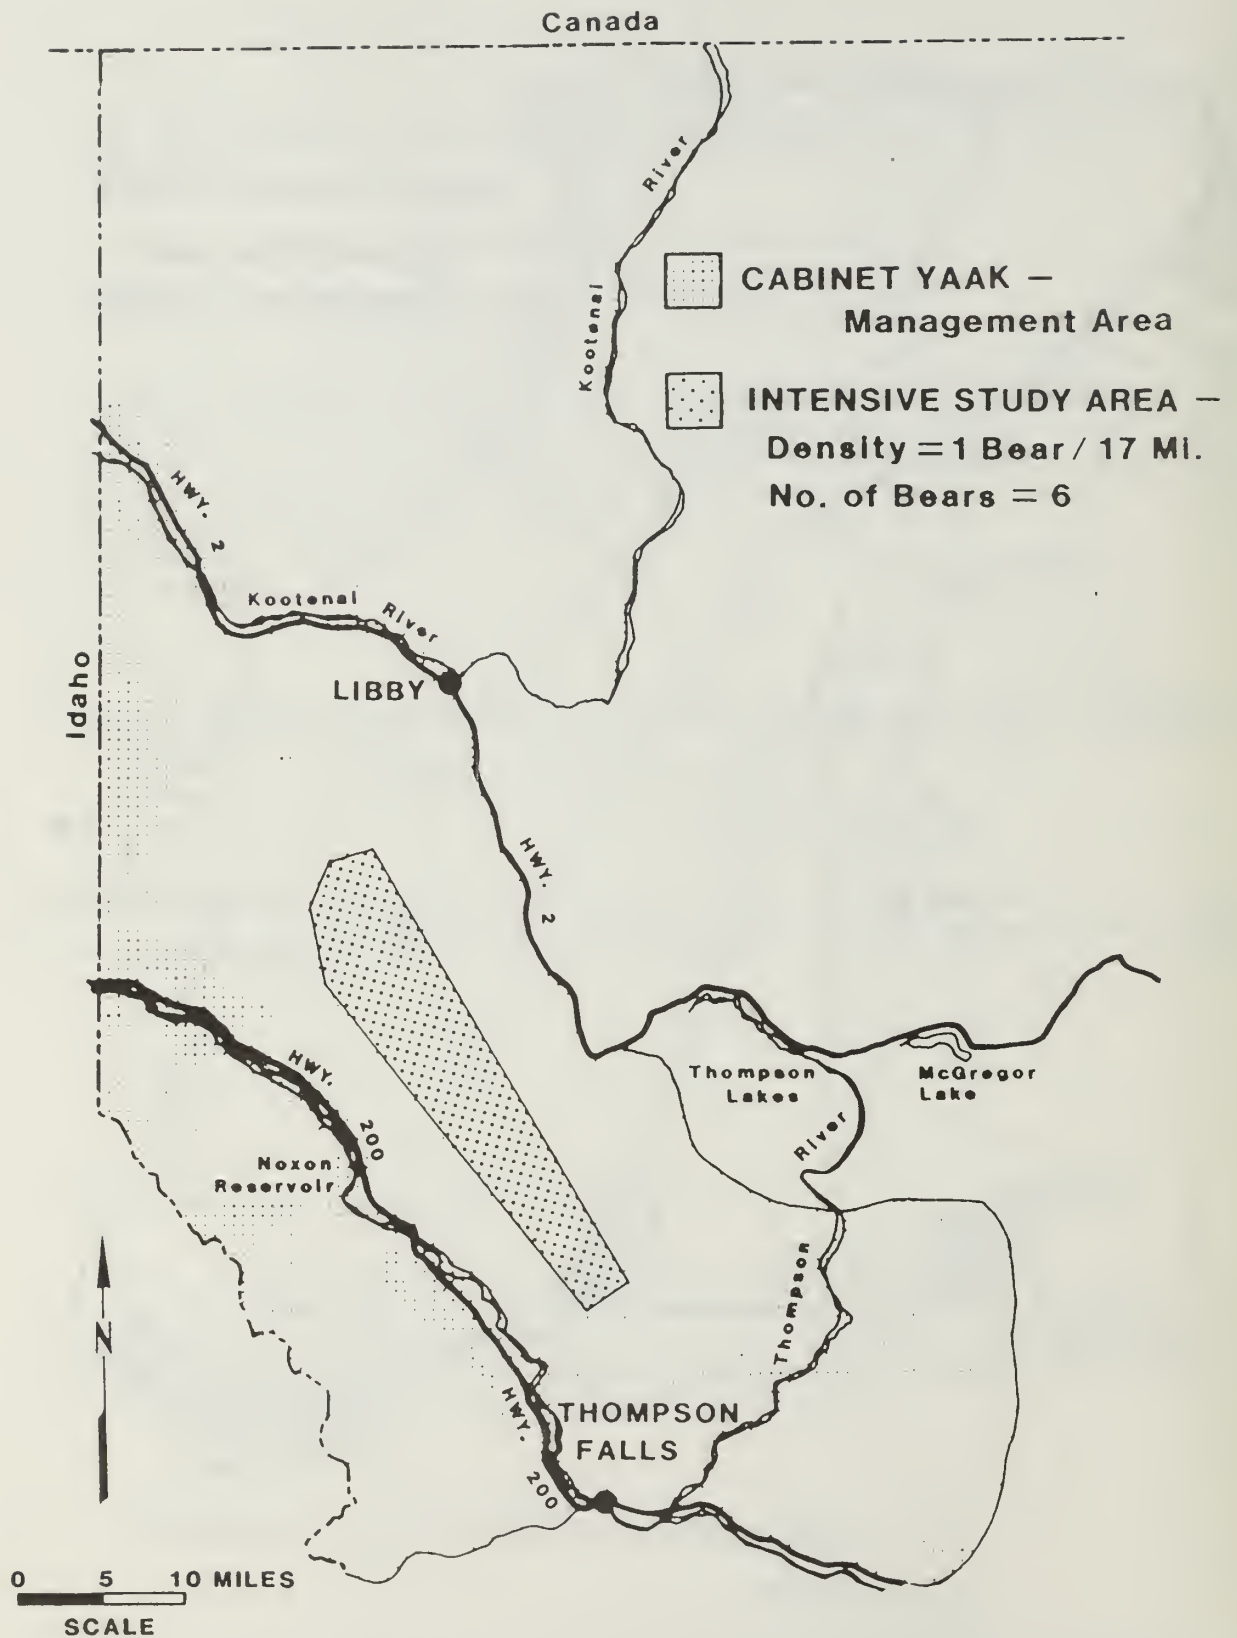 Canada
River
Kootenai
CABINET YAAK —
Management Area
INTENSIVE STUDY AREA —
Density = 1 Bear / 17 Mi.
No. of Bears = 6
HWY. 2
Kootenai River
Idaho
LIBBY
HWY. 2
HWY. 200
Thompson
Lakes
McGregor
Lake
River
Noxon
Reservoir
Thompson
N
HWY. 200
THOMPSON
FALLS
0 5 10 MILES
SCALE